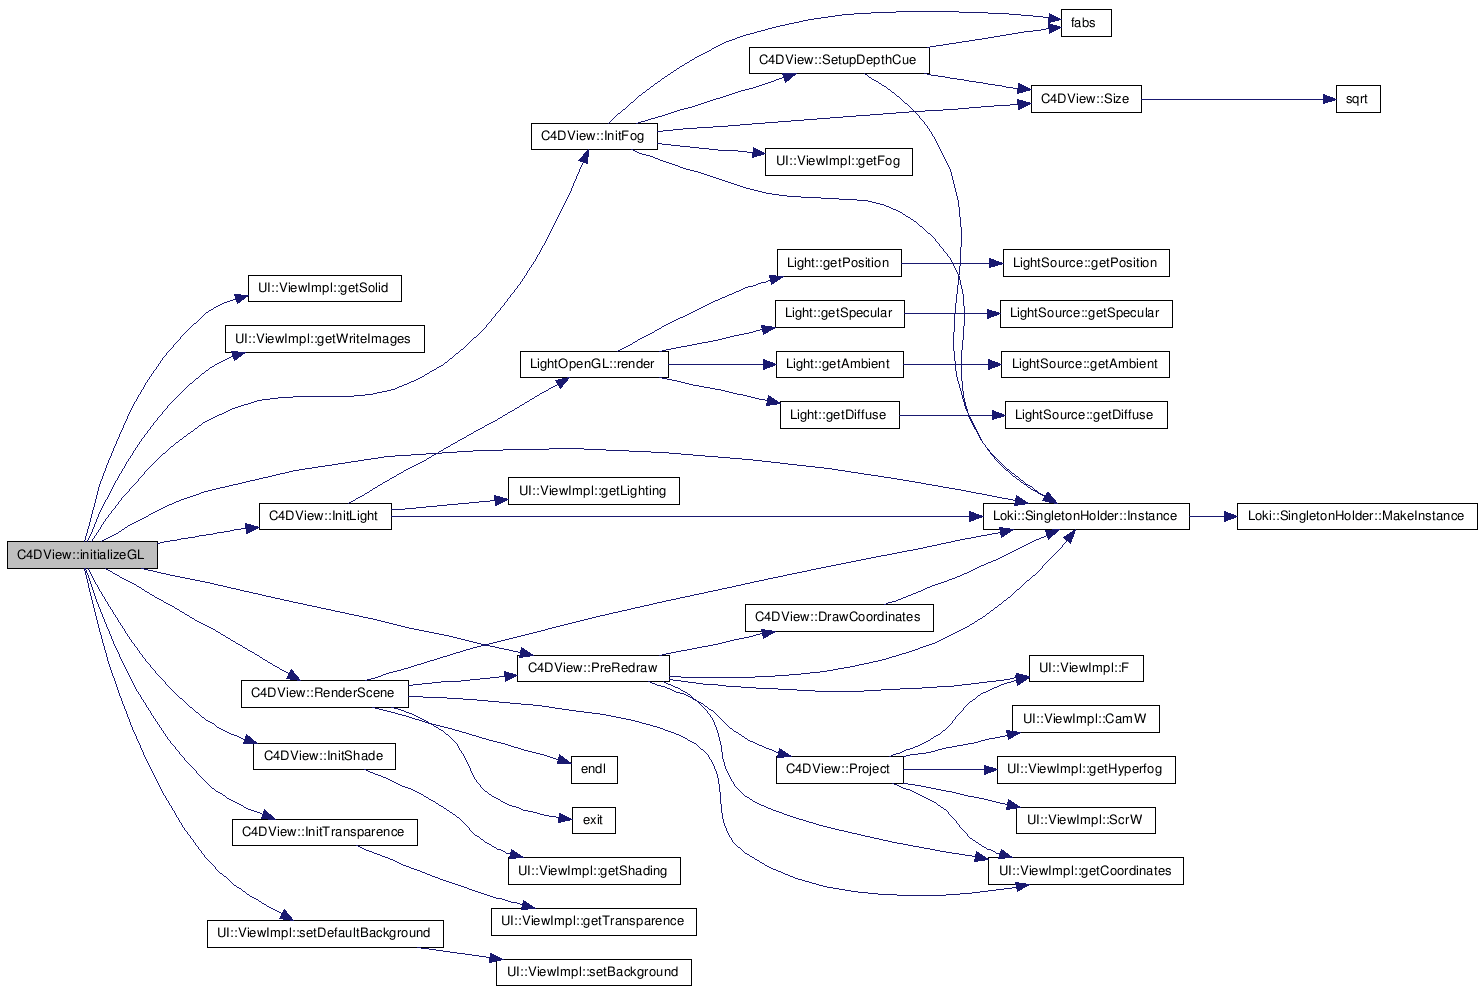 fabs
C4DView::SetupDepthCue
C4DView::Size
sqrt
C4DView::InitFog
UI::ViewImpl::getFog
Light::getPosition
LightSource::getPosition
UI::ViewImpl::getSolid
Light::getSpecular
LightSource::getSpecular
UI::ViewImpl::getWriteImages
LightOpenGL::render
Light::getAmbient
LightSource::getAmbient
Light::getDiffuse
LightSource::getDiffuse
UI::ViewImpl::getLighting
C4DView::InitLight
Loki::SingletonHolder::Instance
Loki::SingletonHolder::MakeInstance
C4DView::initializeGL
C4DView::DrawCoordinates
C4DView::PreRedraw
UI::ViewImpl::F
C4DView::RenderScene
UI::ViewImpl::CamW
C4DView::InitShade
endl
C4DView::Project
UI::ViewImpl::getHyperfog
exit
UI::ViewImpl::ScrW
C4DView::InitTransparence
UI::ViewImpl::getShading
UI::ViewImpl::getCoordinates
UI::ViewImpl::getTransparence
UI::ViewImpl::setDefaultBackground
UI::ViewImpl::setBackground